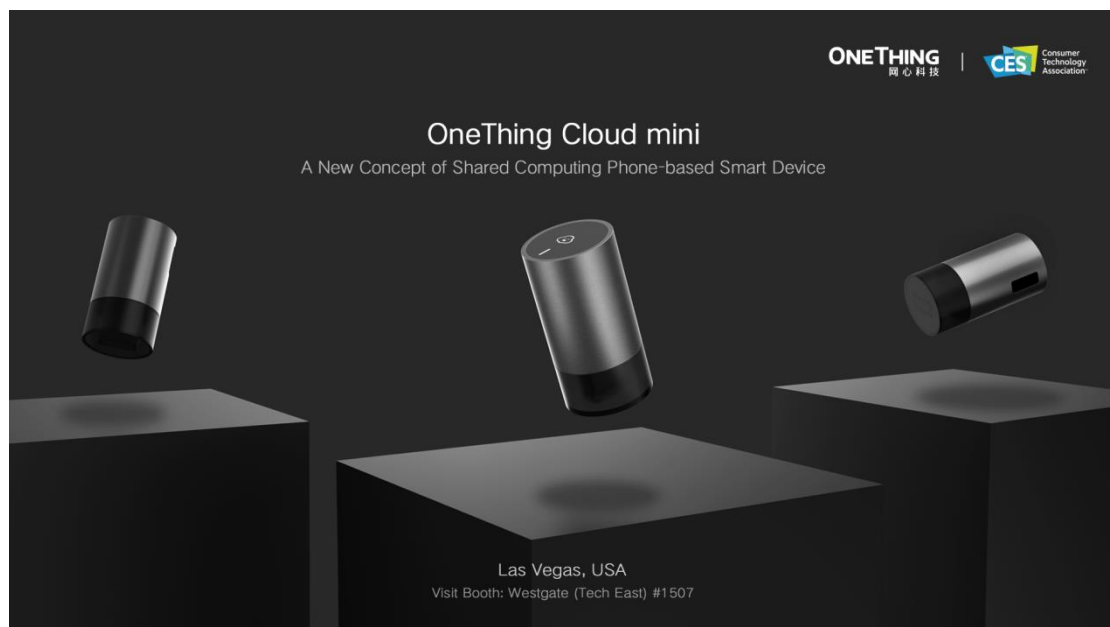 ONETHING
网心科技
CES
Consumer
Technology
Association
OneThing Cloud mini
A New Concept of Shared Computing Phone-based Smart Device
Las Vegas, USA
Visit Booth: Westgate (Tech East) #1507